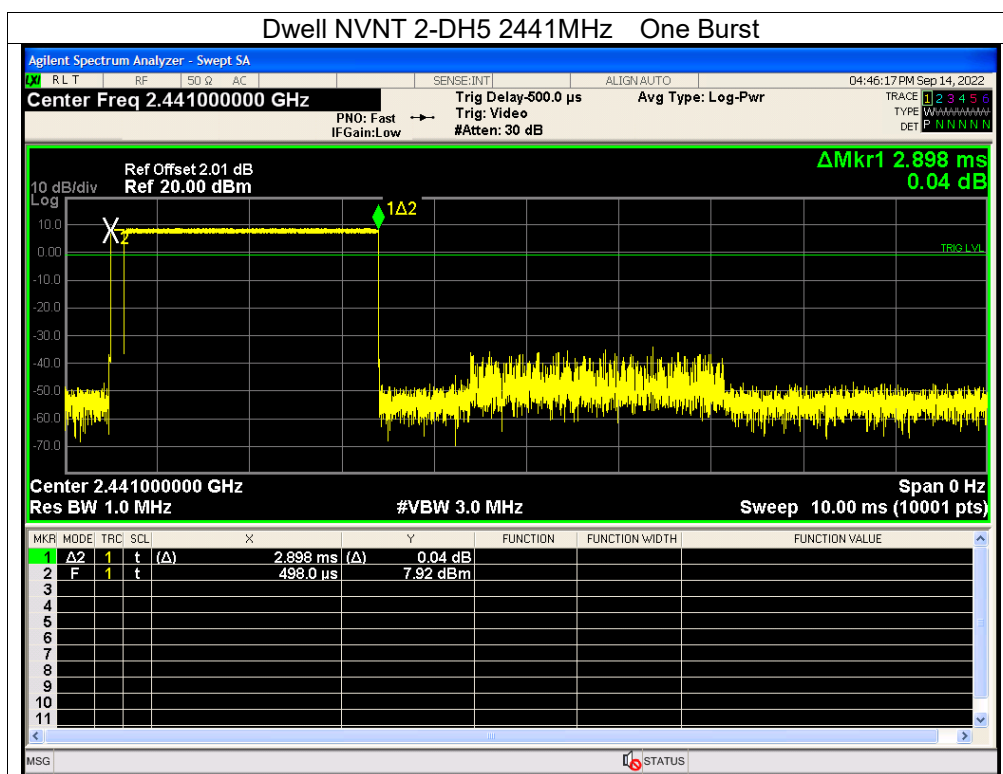 Dwell NVNT 2-DH5 2441MHz One Burst
Agilent Spectrum Analyzer - Swept SA
LXI RLT RF 50 Ω AC SENSE:INT ALIGN AUTO 04:46:17 PM Sep 14, 2022
Center Freq 2.441000000 GHz
PNO: Fast
IFGain:Low
Trig Delay-500.0 µs
Trig: Video
#Atten: 30 dB
Avg Type: Log-Pwr
TRACE 1 2 3 4 5 6
TYPE WWWWWW
DET P N N N N N
ΔMkr1 2.898 ms
0.04 dB
Ref Offset 2.01 dB
10 dB/div Ref 20.00 dBm
Log
1Δ2
10.0
2
0.00
TRIG LVL
-10.0
-20.0
-30.0
-40.0
-50.0
-60.0
-70.0
Center 2.441000000 GHz Span 0 Hz
Res BW 1.0 MHz #VBW 3.0 MHz Sweep 10.00 ms (10001 pts)
MKR MODE TRC SCL X Y FUNCTION FUNCTION WIDTH FUNCTION VALUE
1 Δ2 1 t (Δ) 2.898 ms (Δ) 0.04 dB
2 F 1 t 498.0 µs 7.92 dBm
3
4
5
6
7
8
9
10
11
MSG STATUS